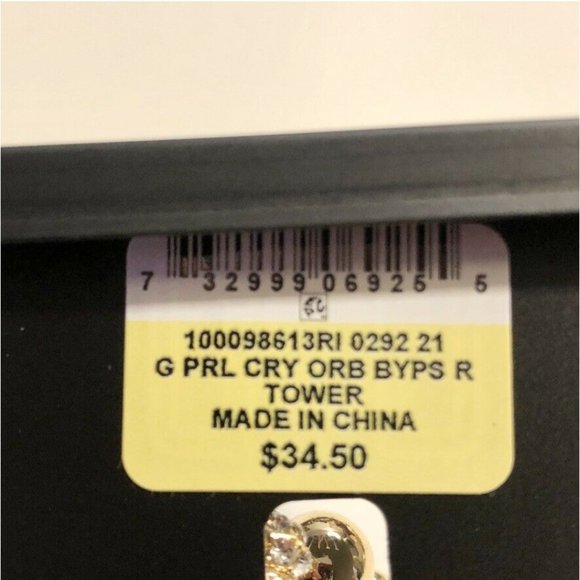 7 32999 06925 5
100098613RI 0292 21
G PRL CRY ORB BYPS R
TOWER
MADE IN CHINA
$34.50